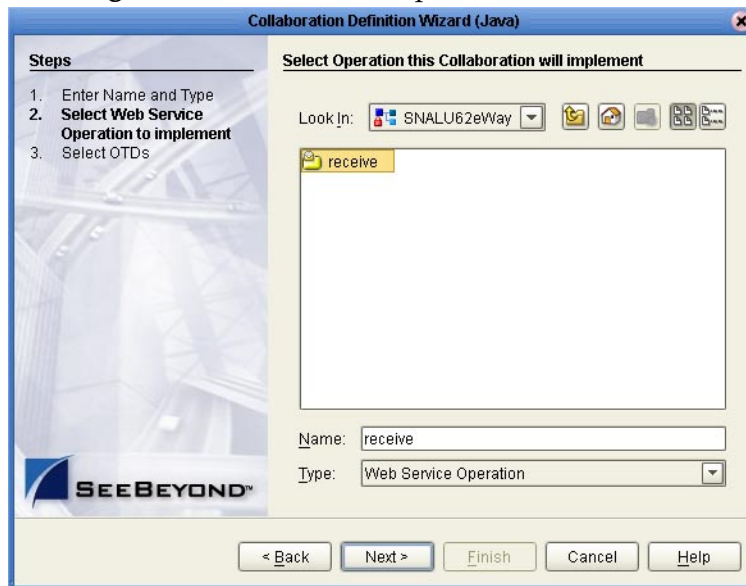 Collaboration Definition Wizard (Java)
Steps
1. Enter Name and Type
2. Select Web Service
Operation to implement
3. Select OTDs
Select Operation this Collaboration will implement
Look In: SNALU62eWay
receive
Name: receive
Type: Web Service Operation
SEEBEYOND™
< Back Next > Finish Cancel Help